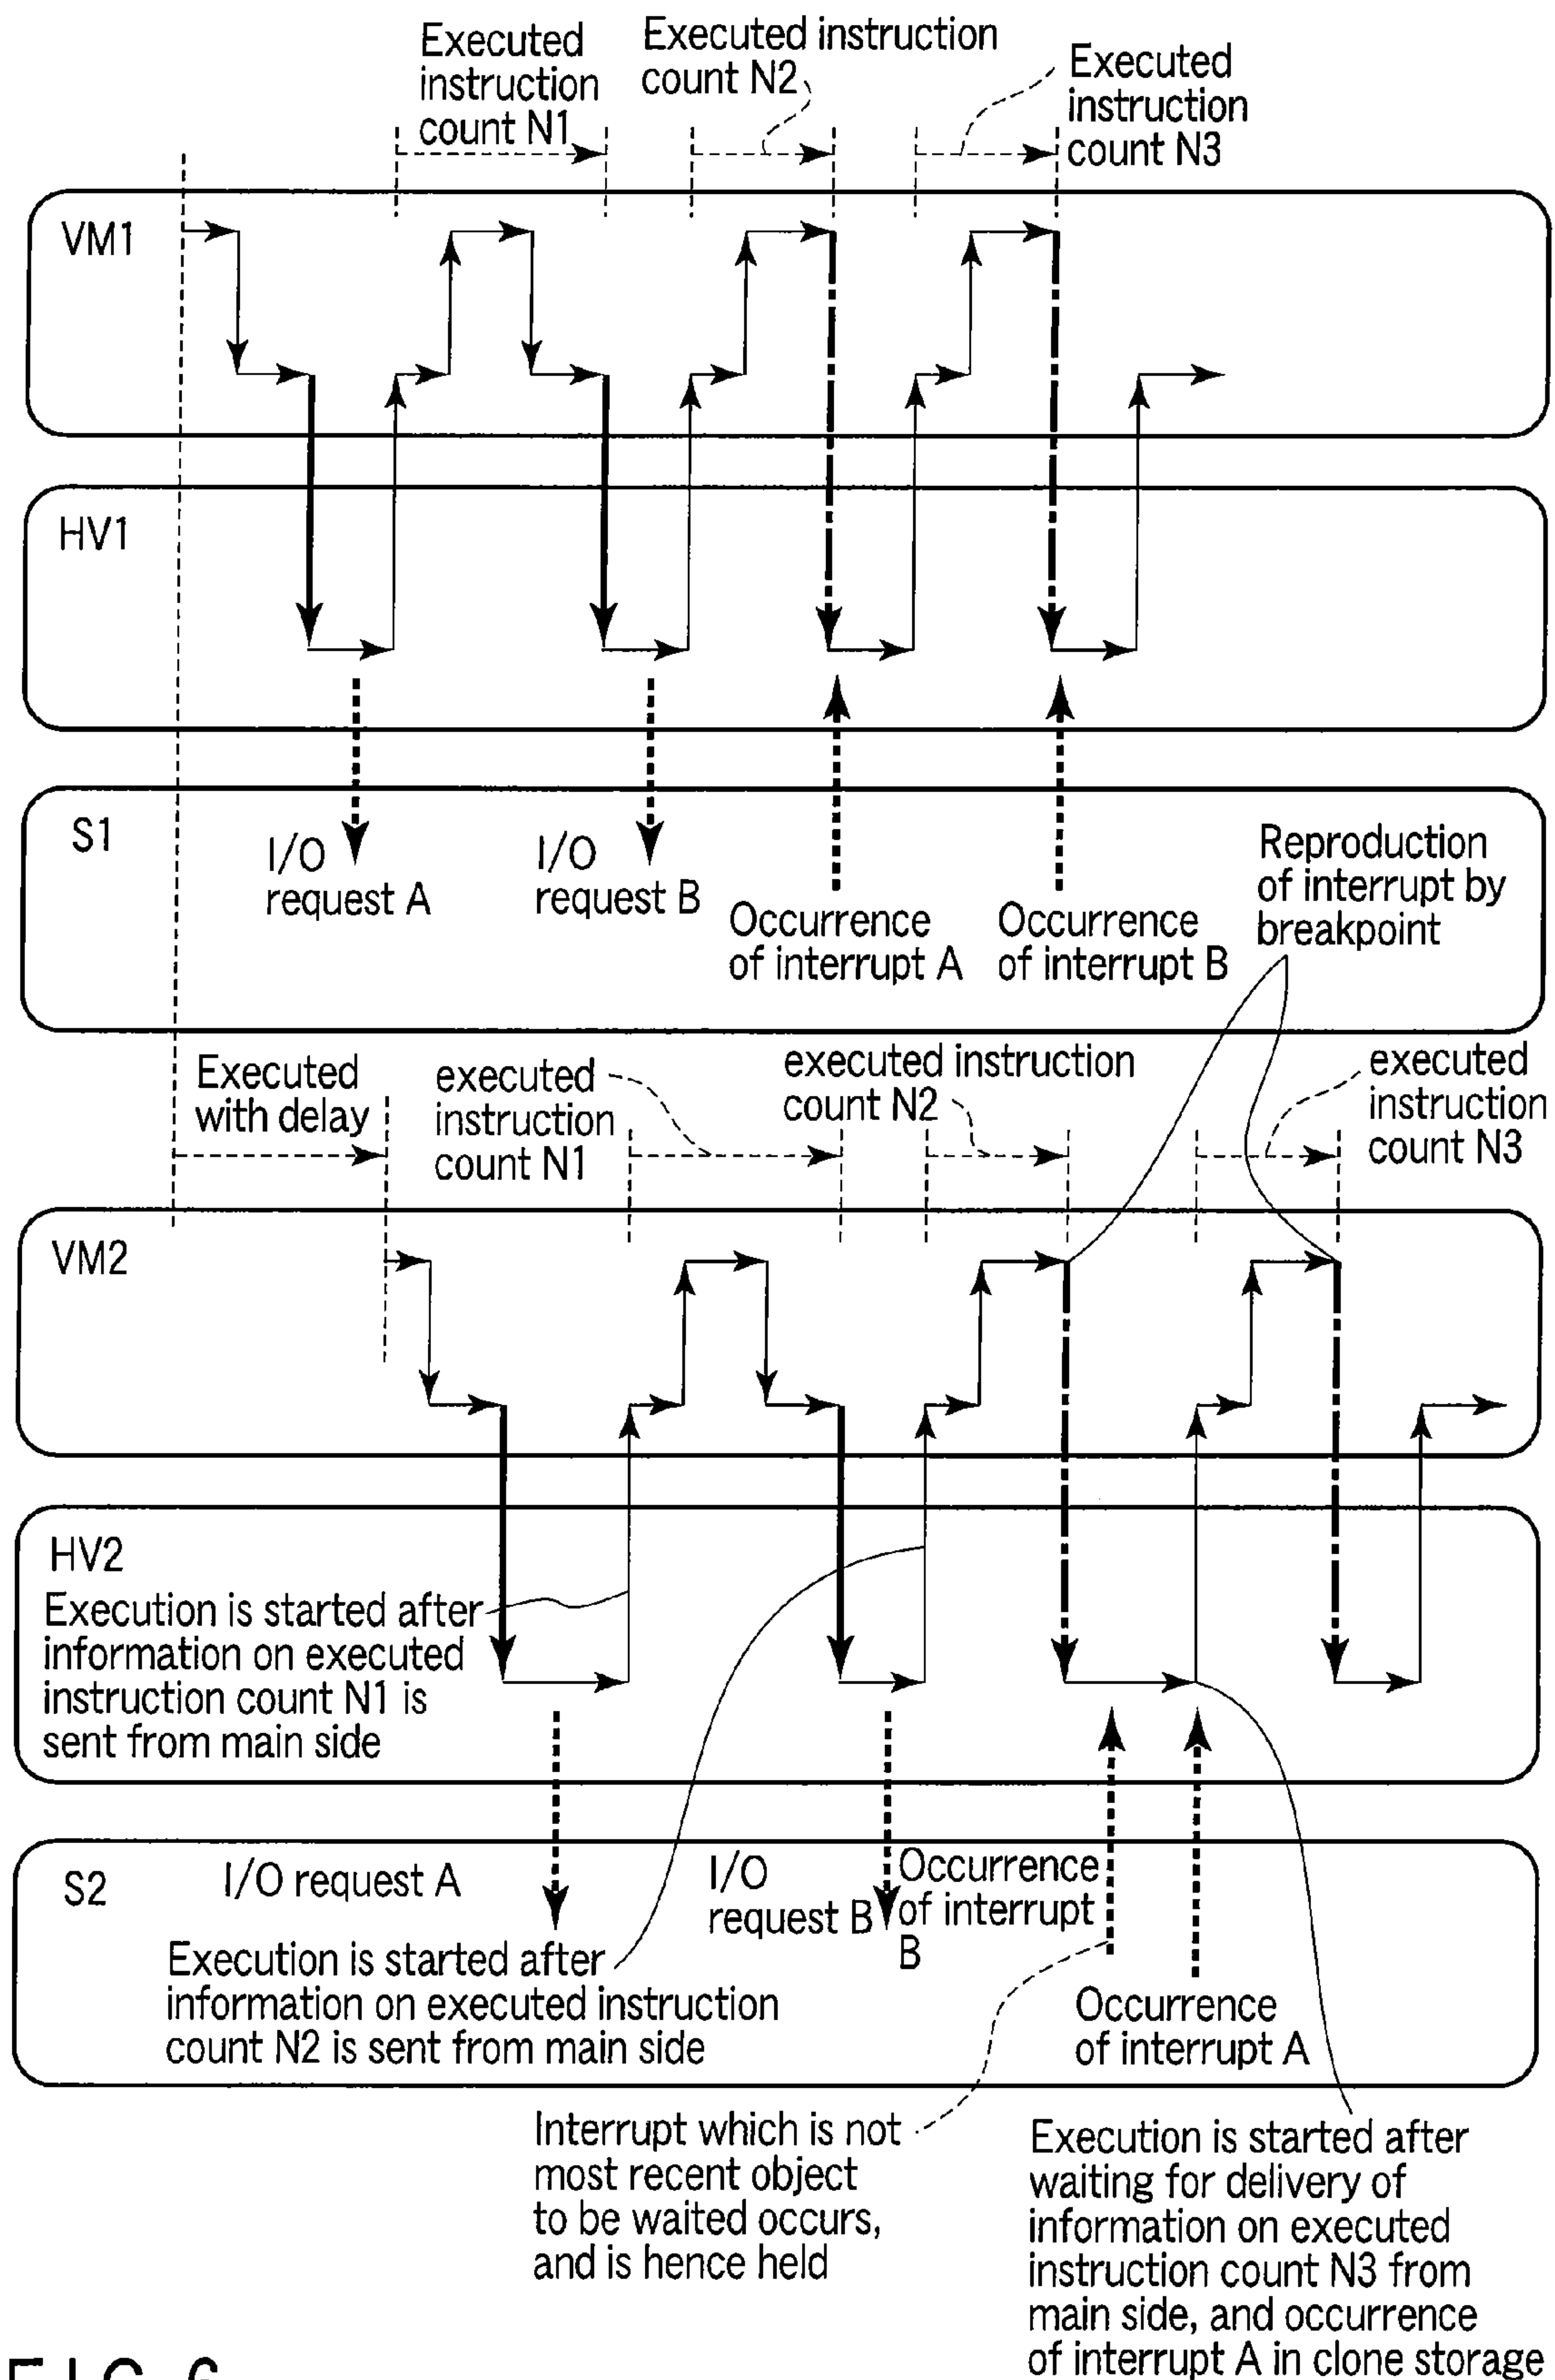 Executed
instruction
count N1
Executed instruction
count N2
Executed
instruction
count N3
VM1
HV1
S1
I/O
request A
I/O
request B
Occurrence
of interrupt A
Occurrence
of interrupt B
Reproduction
of interrupt by
breakpoint
Executed
with delay
executed
instruction
count N1
executed instruction
count N2
executed
instruction
count N3
VM2
HV2
Execution is started after
information on executed
instruction count N1 is
sent from main side
S2
I/O request A
I/O
request B
Occurrence
of interrupt
B
Execution is started after
information on executed instruction
count N2 is sent from main side
Occurrence
of interrupt A
Interrupt which is not
most recent object
to be waited occurs,
and is hence held
Execution is started after
waiting for delivery of
information on executed
instruction count N3 from
main side, and occurrence
of interrupt A in clone storage
FIG. 6